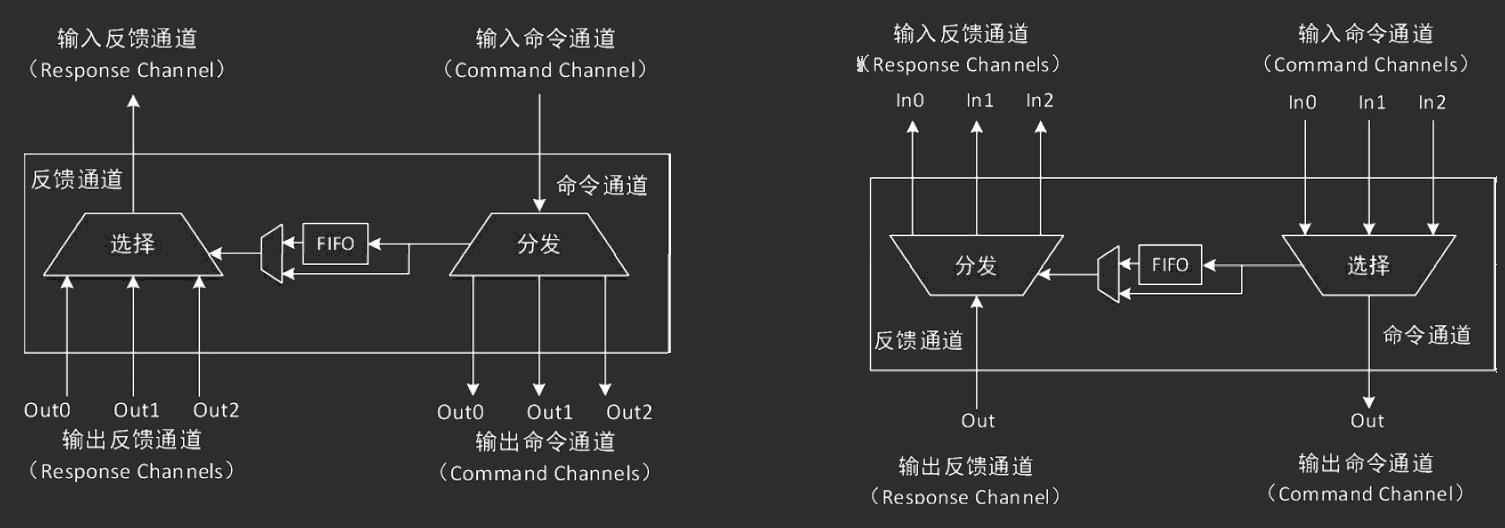 输入反馈通道
（Response Channel）
输入命令通道
（Command Channel）
反馈通道
命令通道
选择
FIFO
分发
Out0 Out1 Out2
Out0 Out1 Out2
输出反馈通道
（Response Channels）
输出命令通道
（Command Channels）
输入反馈通道
（Response Channels）
输入命令通道
（Command Channels）
In0 In1 In2
In0 In1 In2
分发
FIFO
选择
反馈通道
命令通道
Out
Out
输出反馈通道
（Response Channel）
输出命令通道
（Command Channel）